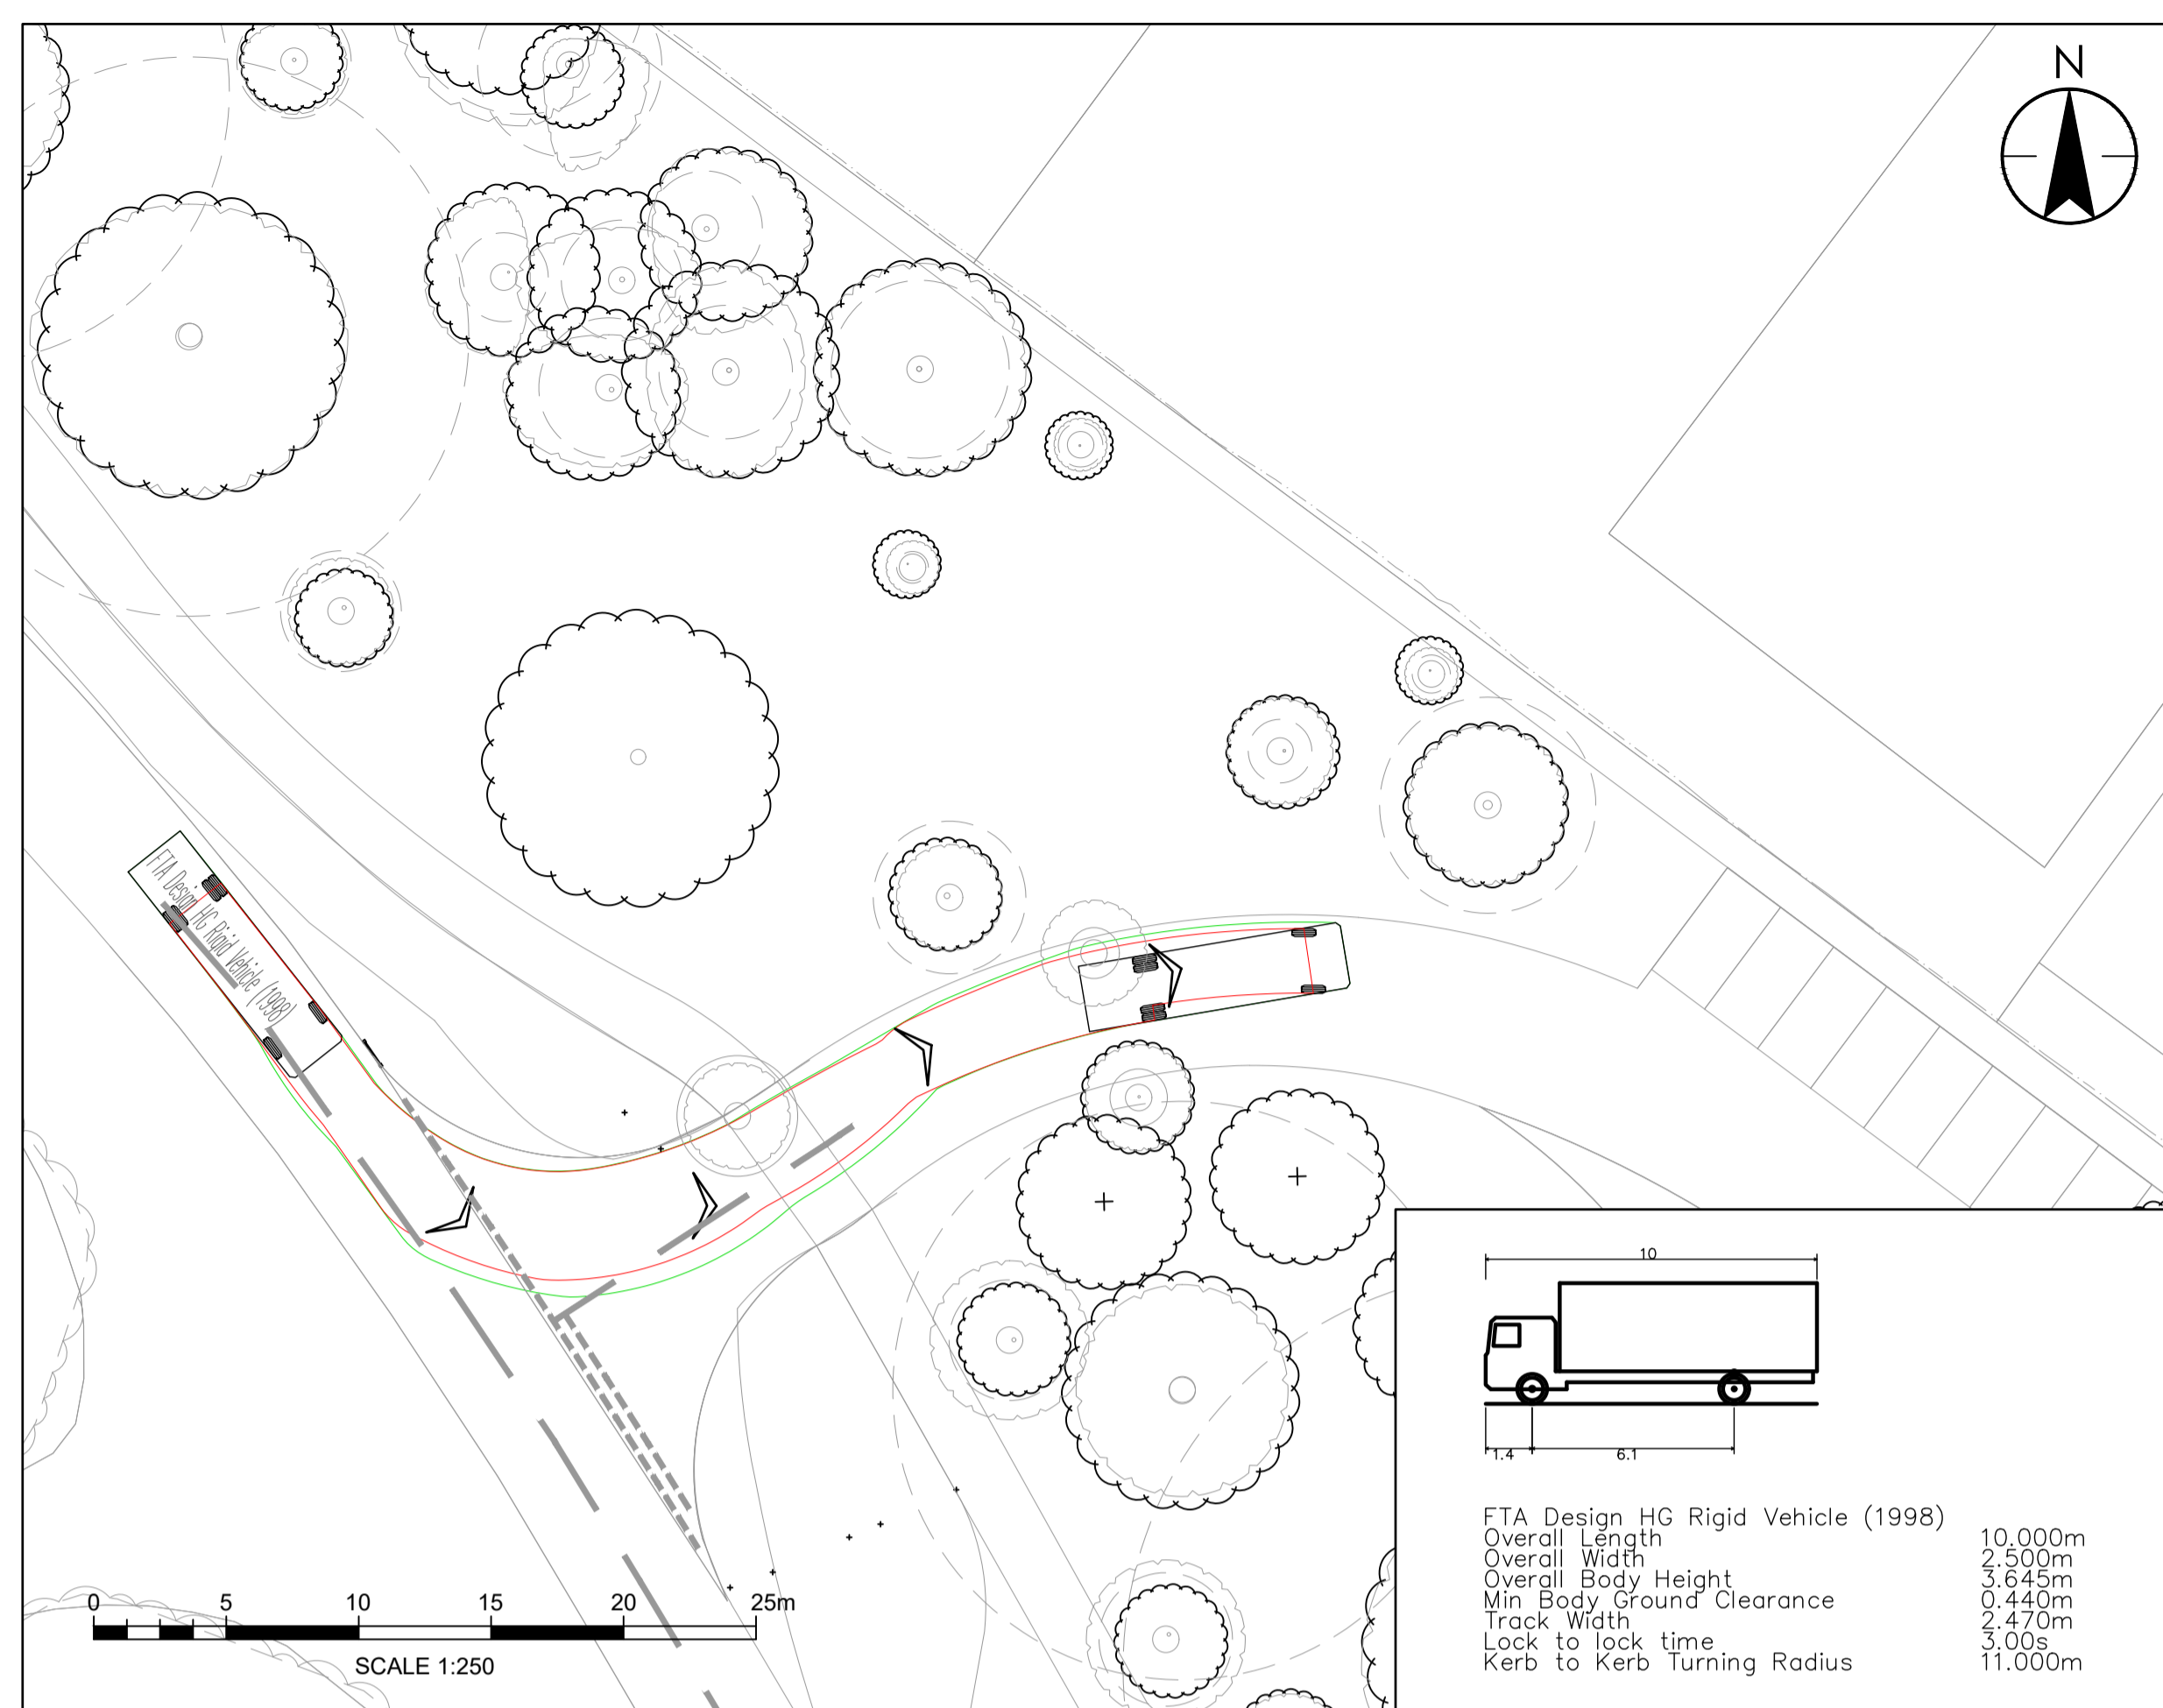 N
FTA Design HG Rigid Vehicle (1998)
10
1.4
6.1
FTA Design HG Rigid Vehicle (1998)
Overall Length 10.000m
Overall Width 2.500m
Overall Body Height 3.645m
Min Body Ground Clearance 0.440m
Track Width 2.470m
Lock to lock time 3.00s
Kerb to Kerb Turning Radius 11.000m
0 5 10 15 20 25m
SCALE 1:250